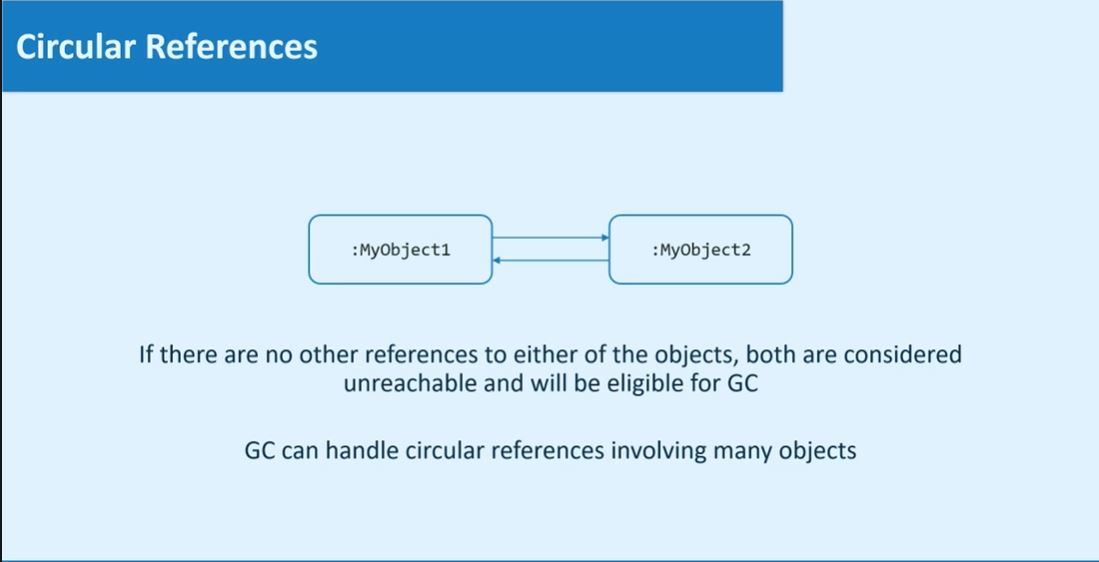 Circular References
:MyObject1
:MyObject2
If there are no other references to either of the objects, both are considered
unreachable and will be eligible for GC
GC can handle circular references involving many objects